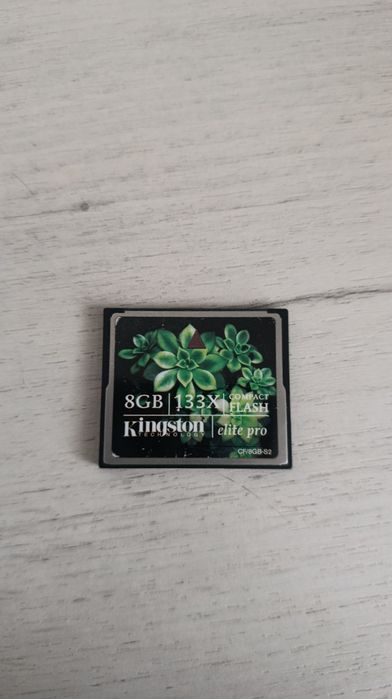 8GB 133X COMPACT FLASH
Kingston elite pro
TECHNOLOGY
CF/8GB-S2